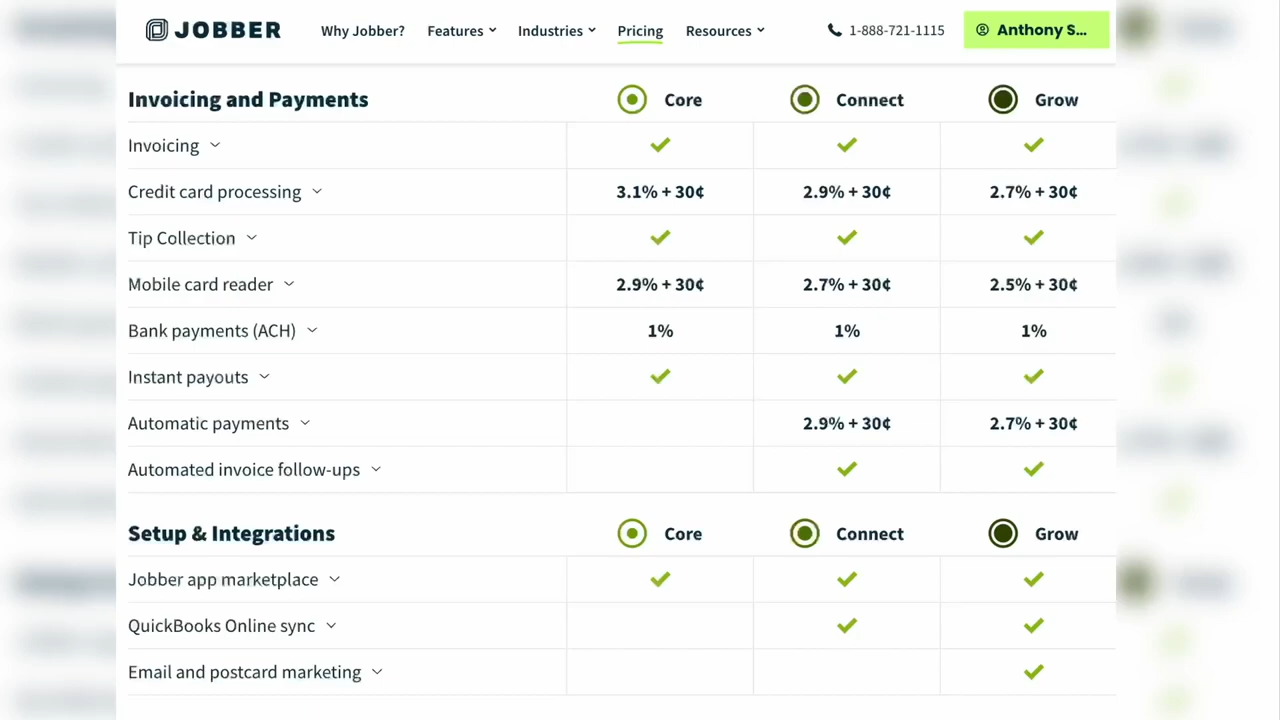 JOBBER Why Jobber? Features Industries Pricing Resources 1-888-721-1115 Anthony S...
Invoicing and Payments Core Connect Grow
Invoicing
Credit card processing 3.1% + 30¢ 2.9% + 30¢ 2.7% + 30¢
Tip Collection
Mobile card reader 2.9% + 30¢ 2.7% + 30¢ 2.5% + 30¢
Bank payments (ACH) 1% 1% 1%
Instant payouts
Automatic payments 2.9% + 30¢ 2.7% + 30¢
Automated invoice follow-ups
Setup & Integrations Core Connect Grow
Jobber app marketplace
QuickBooks Online sync
Email and postcard marketing